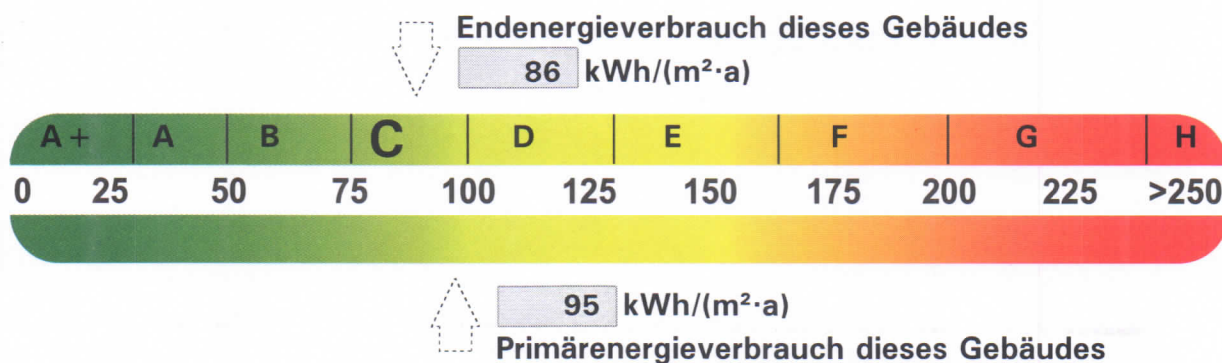 Endenergieverbrauch dieses Gebäudes
86 kWh/(m²·a)
A+ A B C D E F G H
0 25 50 75 100 125 150 175 200 225 >250
95 kWh/(m²·a)
Primärenergieverbrauch dieses Gebäudes